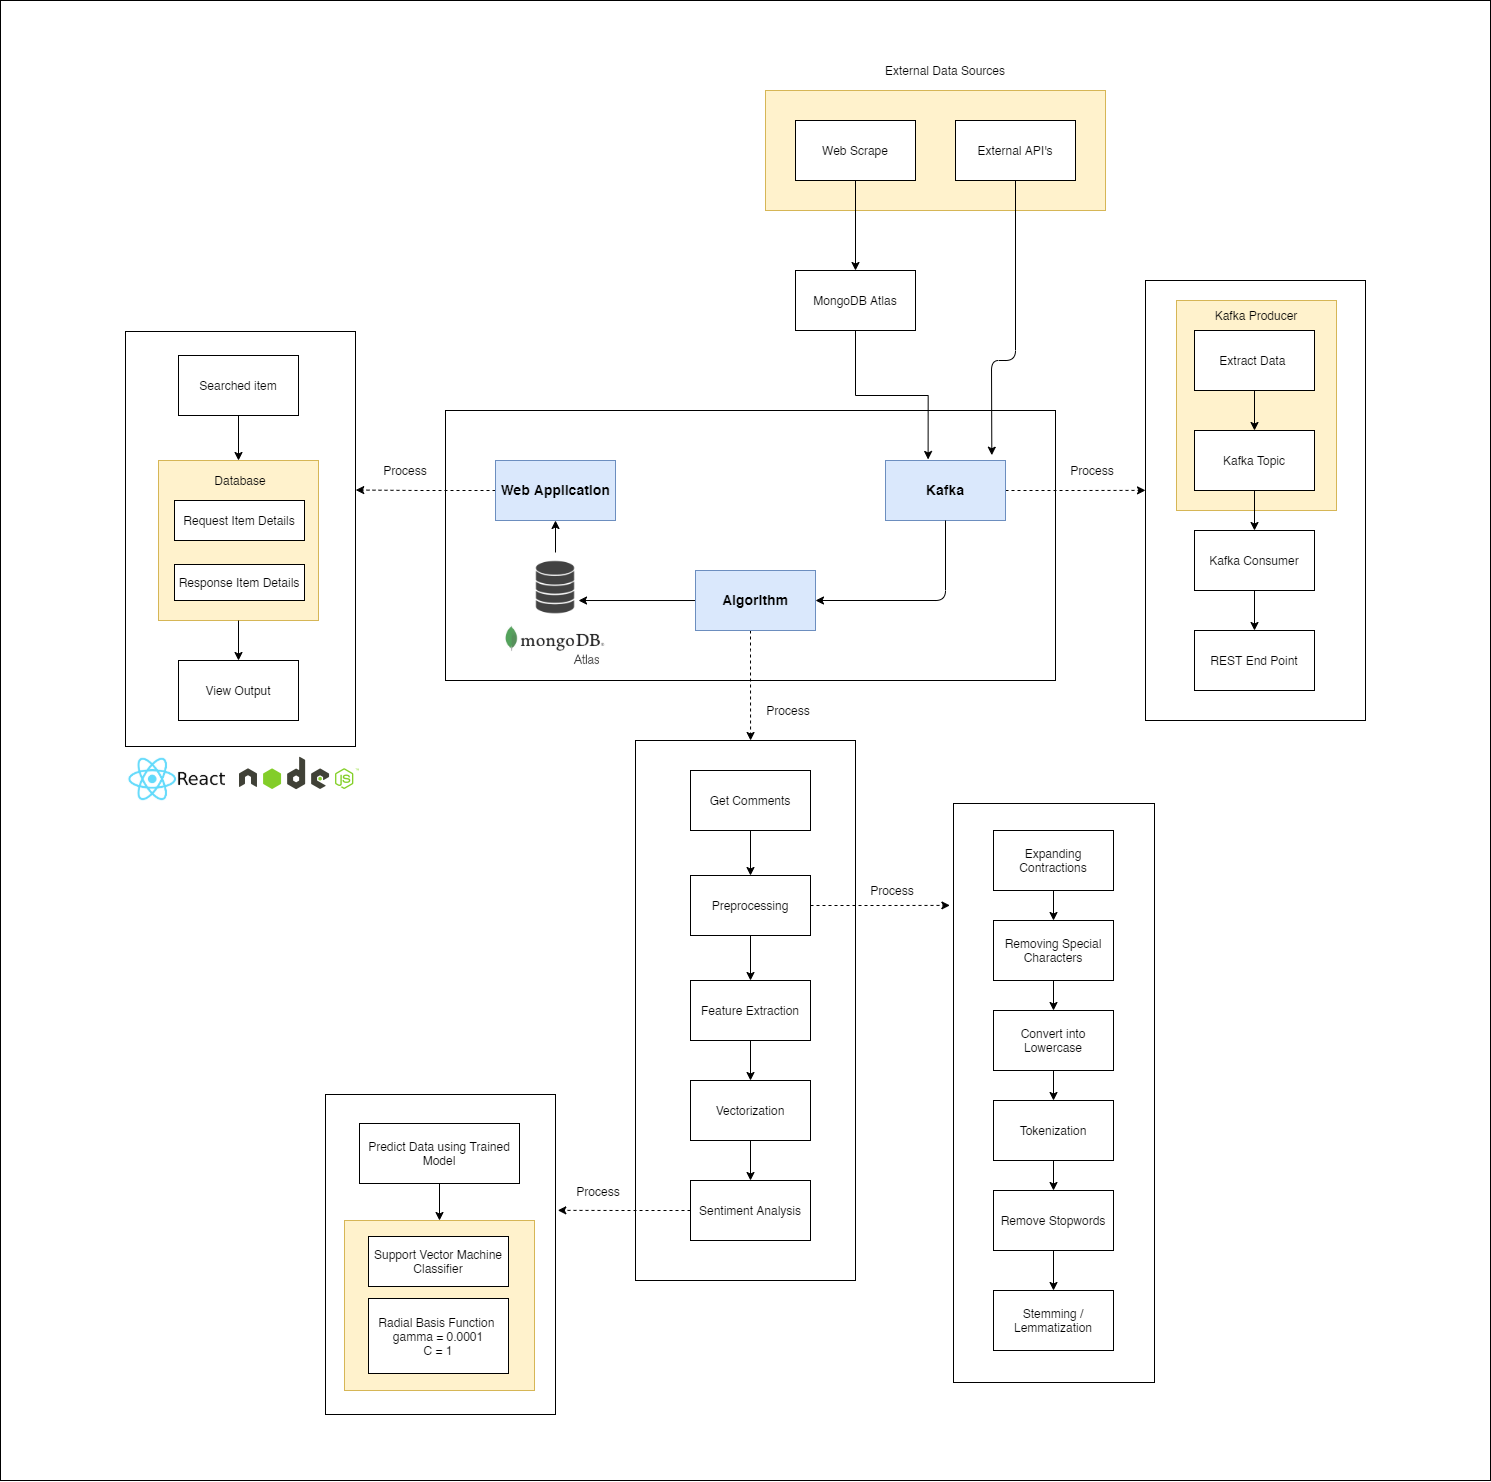 External Data Sources
Web Scrape
External API's
MongoDB Atlas
Kafka Producer
Extract Data
Kafka Topic
Kafka Consumer
REST End Point
Searched item
Database
Request Item Details
Response Item Details
View Output
React
node
JS
Process
Web Application
Kafka
Process
Algorithm
mongoDB.
Atlas
Process
Get Comments
Preprocessing
Process
Feature Extraction
Vectorization
Sentiment Analysis
Process
Expanding
Contractions
Removing Special
Characters
Convert into
Lowercase
Tokenization
Remove Stopwords
Stemming /
Lemmatization
Predict Data using Trained
Model
Support Vector Machine
Classifier
Radial Basis Function
gamma = 0.0001
C = 1